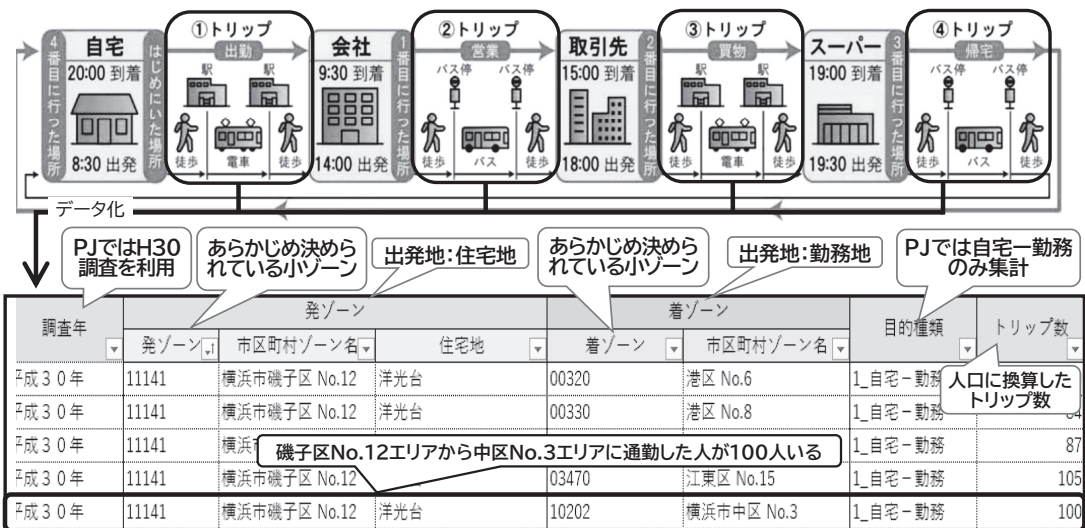 ①トリップ
出勤
②トリップ
営業
③トリップ
買物
④トリップ
帰宅
4番目に行った場所
自宅
20:00 到着
8:30 出発
はじめにいた場所
駅
駅
徒歩
電車
徒歩
会社
9:30 到着
14:00 出発
1番目に行った場所
バス停
バス停
徒歩
バス
徒歩
取引先
15:00 到着
18:00 出発
2番目に行った場所
駅
駅
徒歩
電車
徒歩
スーパー
19:00 到着
19:30 出発
3番目に行った場所
バス停
バス停
徒歩
バス
徒歩
データ化
PJではH30
調査を利用
あらかじめ決めら
れている小ゾーン
出発地:住宅地
あらかじめ決めら
れている小ゾーン
出発地:勤務地
PJでは自宅ー勤務
のみ集計
調査年
発ゾーン
着ゾーン
目的種類
トリップ数
発ゾーン 市区町村ゾーン名 住宅地 着ゾーン 市区町村ゾーン名
成30年 11141 横浜市磯子区 No.12 洋光台 00320 港区 No.6 1_自宅-勤務
人口に換算した
トリップ数
成30年 11141 横浜市磯子区 No.12 洋光台 00330 港区 No.8 1_自宅-勤務
成30年 11141 横浜市 1_自宅-勤務 87
磯子区No.12エリアから中区No.3エリアに通勤した人が100人いる
成30年 11141 横浜市磯子区 No.12 03470 江東区 No.15 1_自宅-勤務 105
平成30年 11141 横浜市磯子区 No.12 洋光台 10202 横浜市中区 No.3 1_自宅-勤務 100